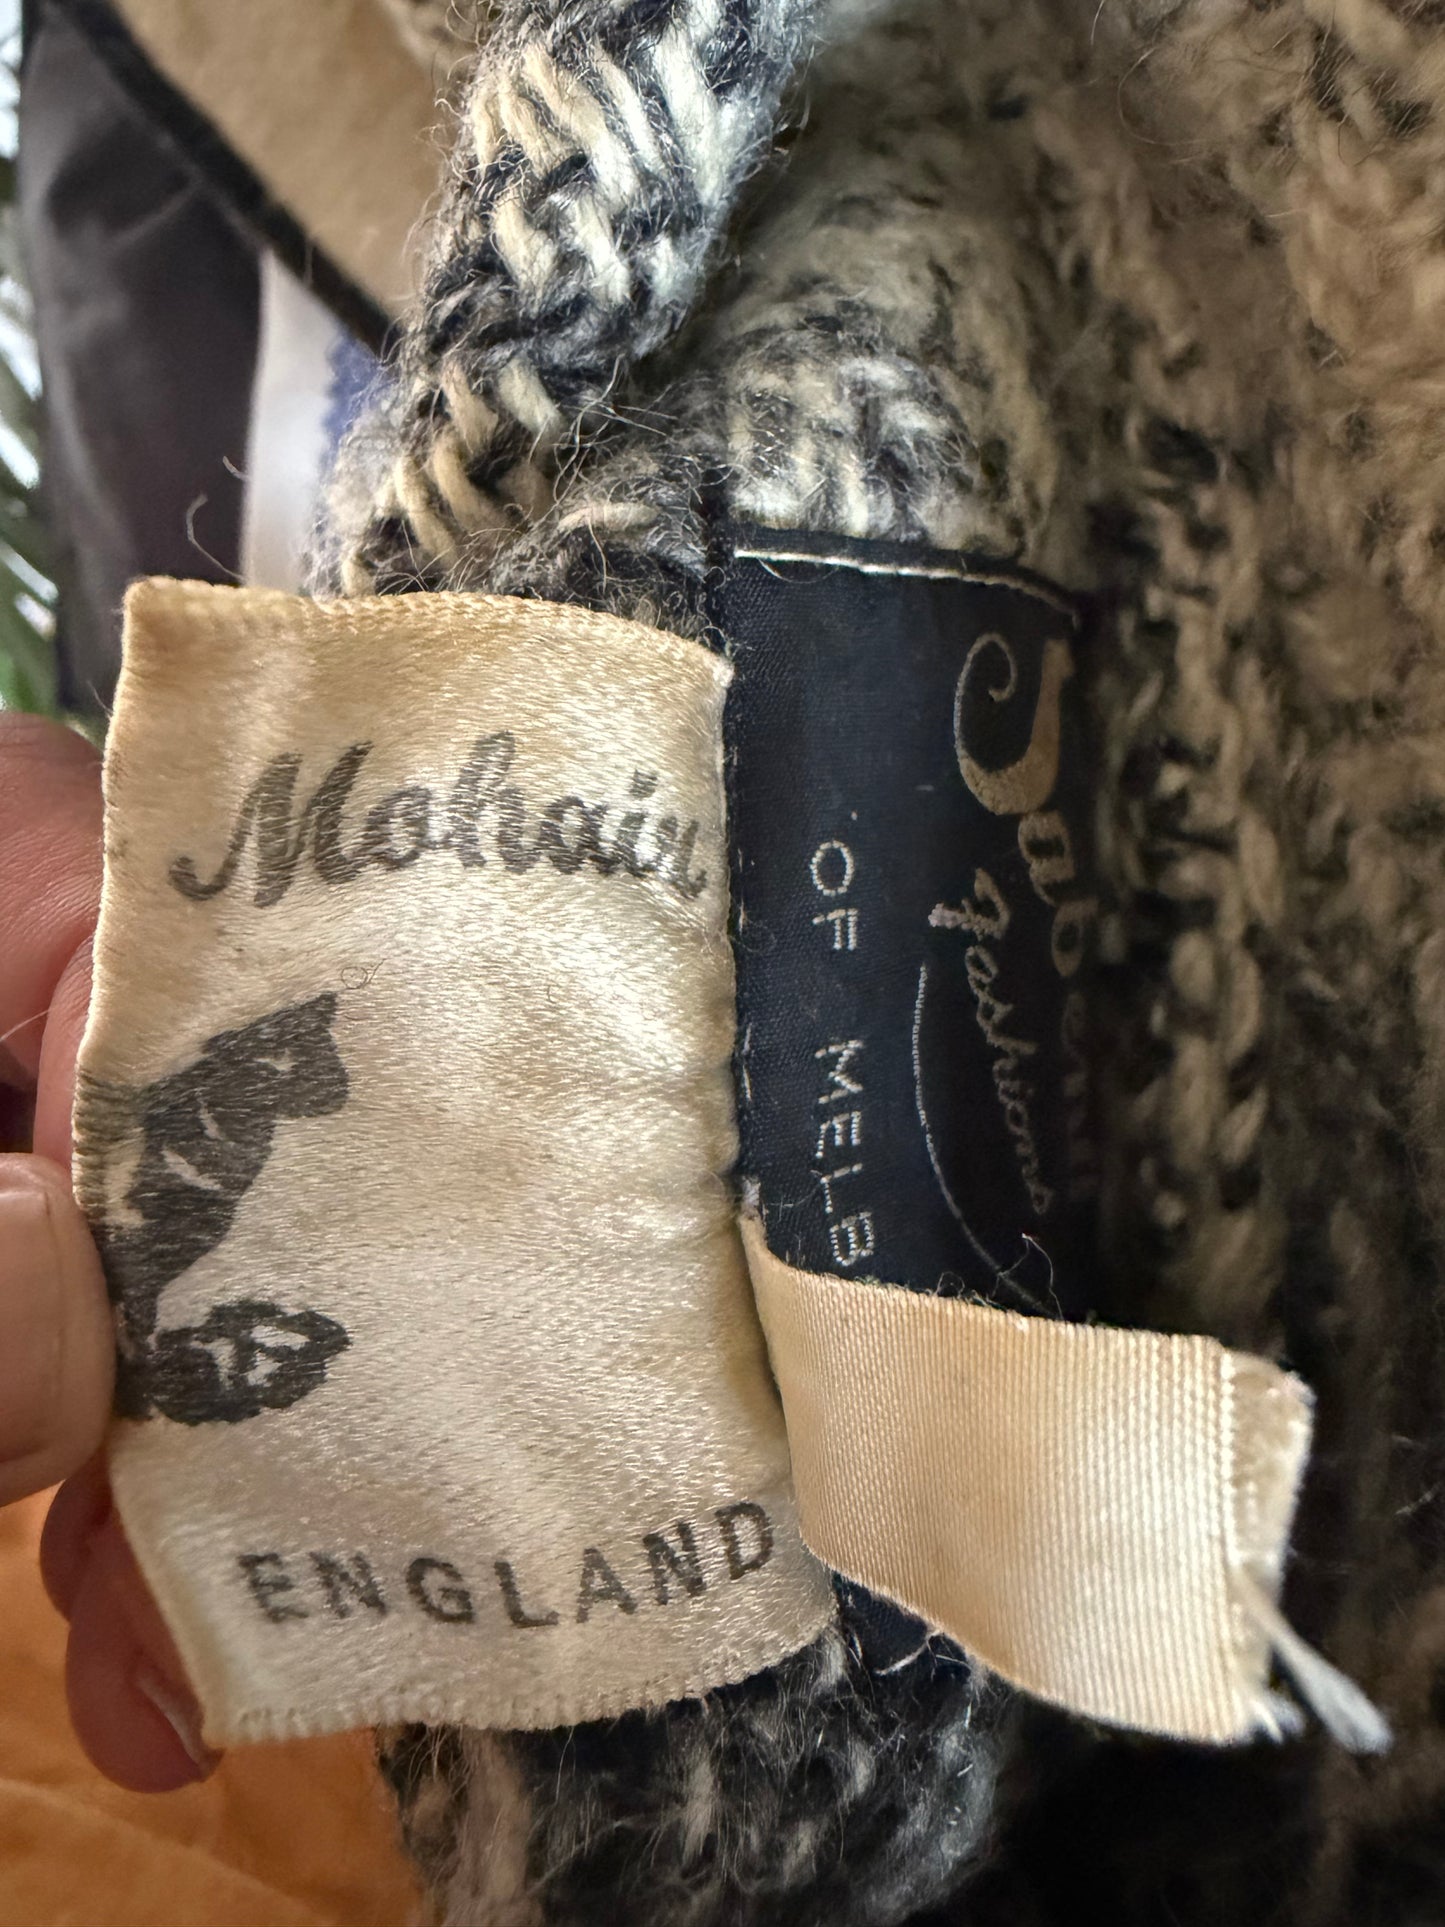 Mohair
ENGLAND
Fashions
OF MELB